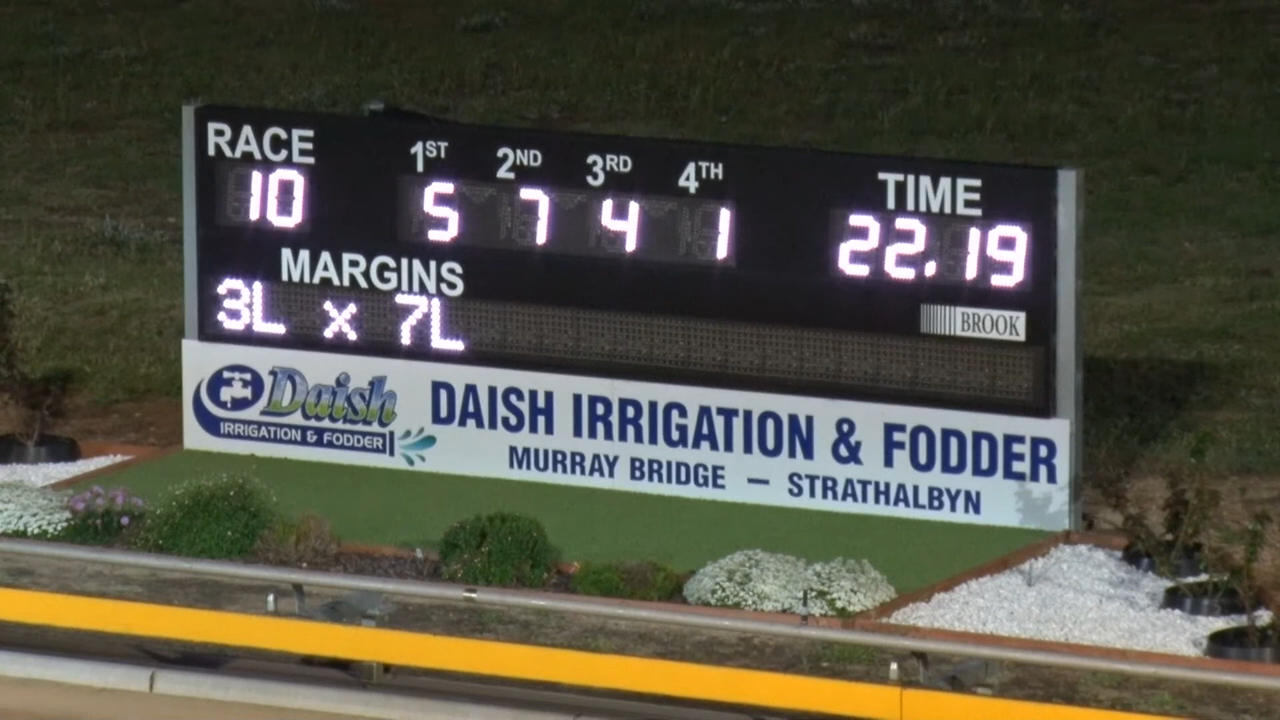 RACE 1ST 2ND 3RD 4TH TIME
10 5 7 4 1 22.19
MARGINS
3L x 7L
BROOK
Daish
IRRIGATION & FODDER
DAISH IRRIGATION & FODDER
MURRAY BRIDGE — STRATHALBYN